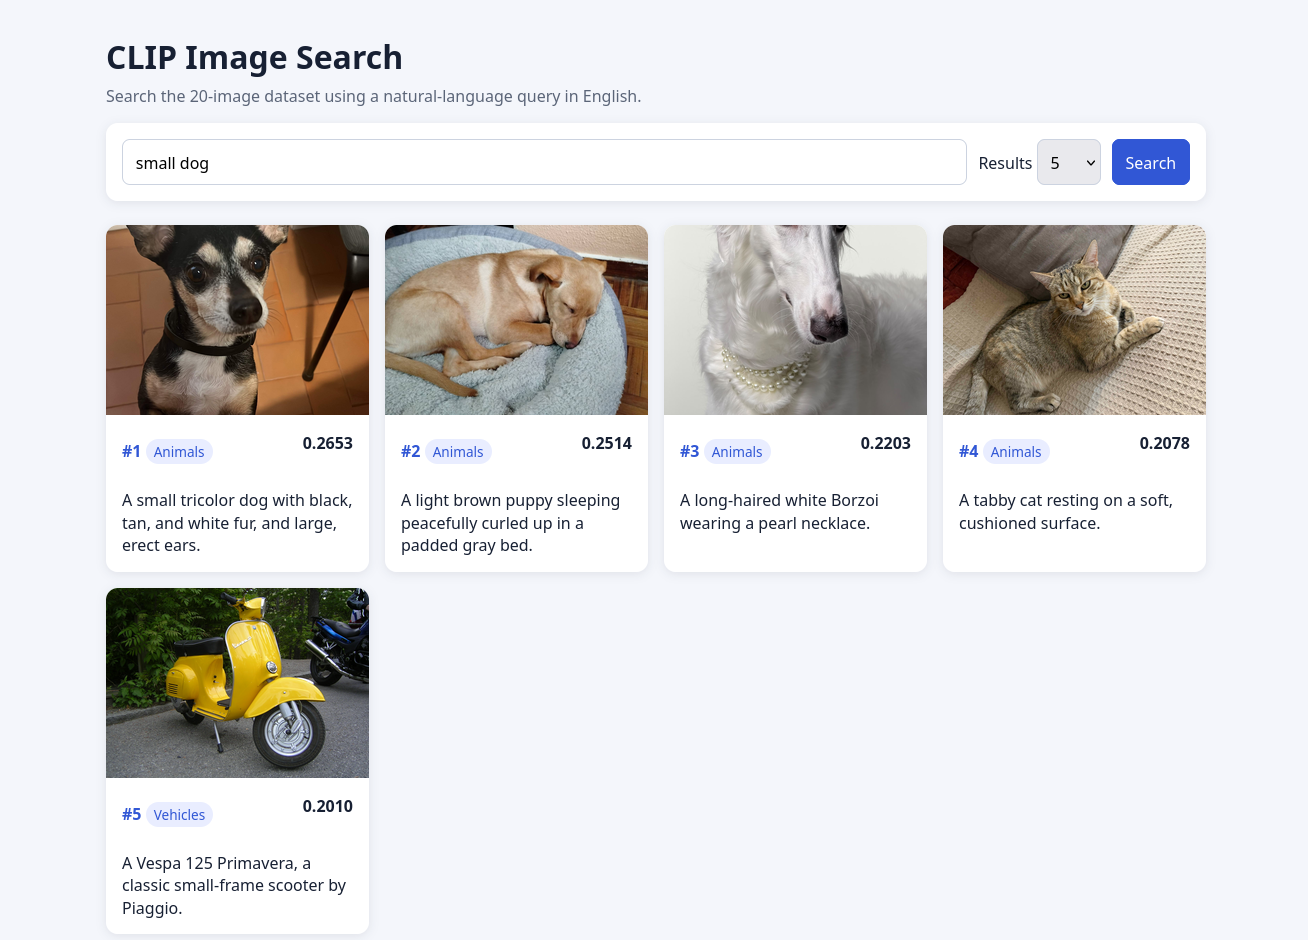 CLIP Image Search
Search the 20-image dataset using a natural-language query in English.
small dog
Results
5
Search
#1 Animals 0.2653
A small tricolor dog with black,
tan, and white fur, and large,
erect ears.
#2 Animals 0.2514
A light brown puppy sleeping
peacefully curled up in a
padded gray bed.
#3 Animals 0.2203
A long-haired white Borzoi
wearing a pearl necklace.
#4 Animals 0.2078
A tabby cat resting on a soft,
cushioned surface.
#5 Vehicles 0.2010
A Vespa 125 Primavera, a
classic small-frame scooter by
Piaggio.